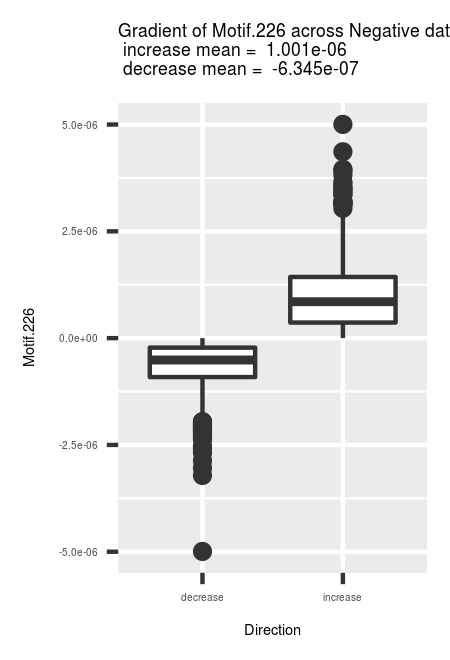 Gradient of Motif.226 across Negative dat
increase mean =  1.001e-06
decrease mean =  -6.345e-07
5.0e-06
2.5e-06
0.0e+00
-2.5e-06
-5.0e-06
Motif.226
decrease
increase
Direction